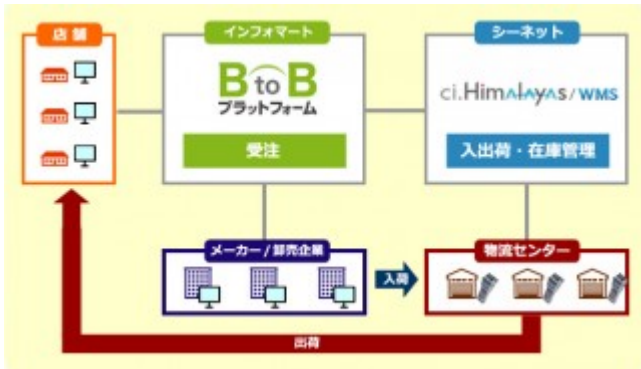 店舗
インフォマート
BtoB
プラットフォーム
受注
シーネット
ci.Himalayas/WMS
入出荷・在庫管理
メーカー/卸売企業
入荷
物流センター
出荷